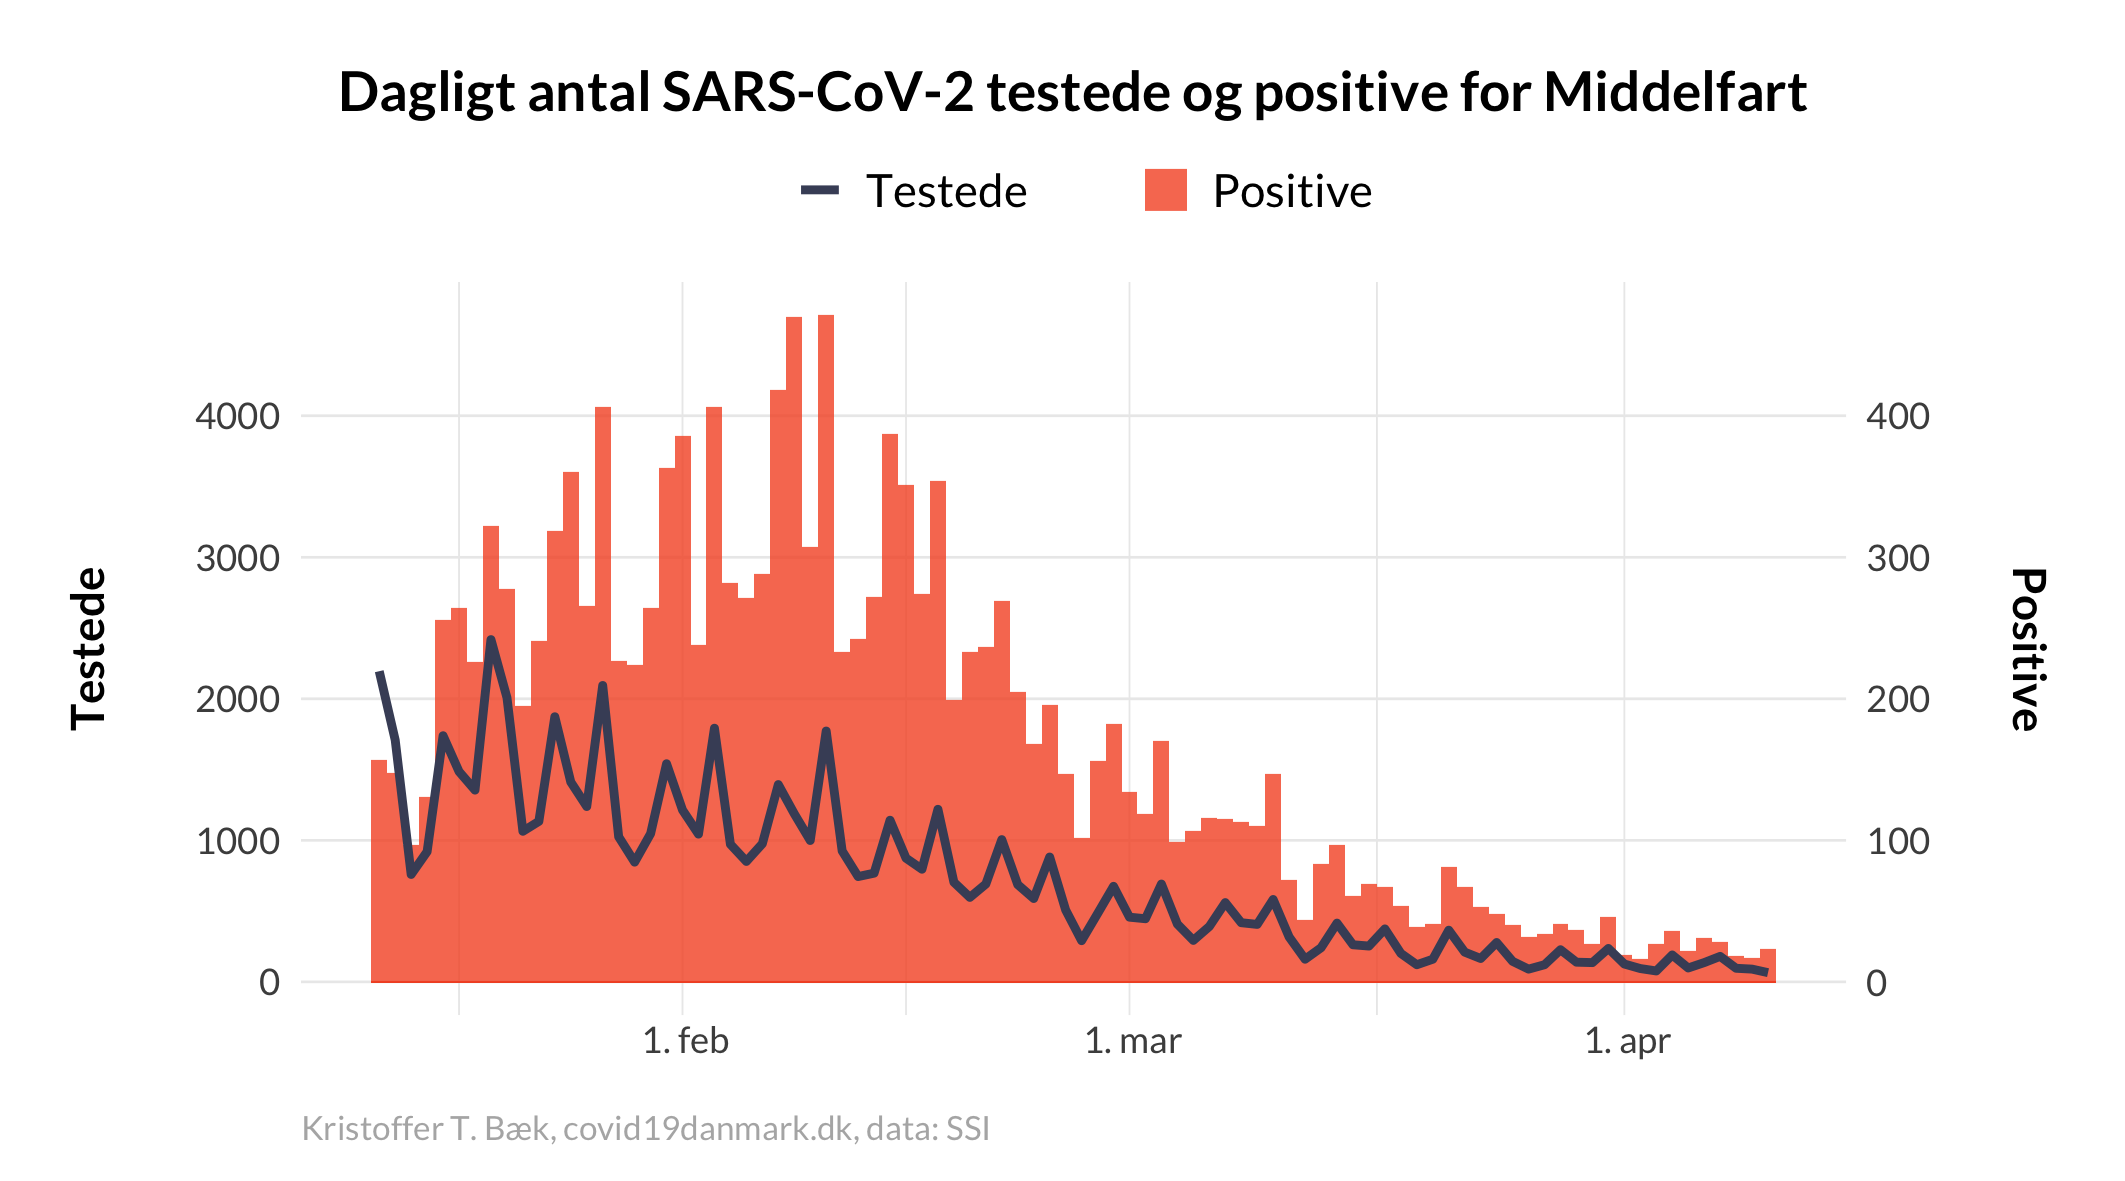 Dagligt antal SARS-CoV-2 testede og positive for Middelfart
Testede
Positive
4000
3000
2000
1000
0
Testede
400
300
200
100
0
Positive
1. feb
1. mar
1. apr
Kristoffer T. Bæk, covid19danmark.dk, data: SSI